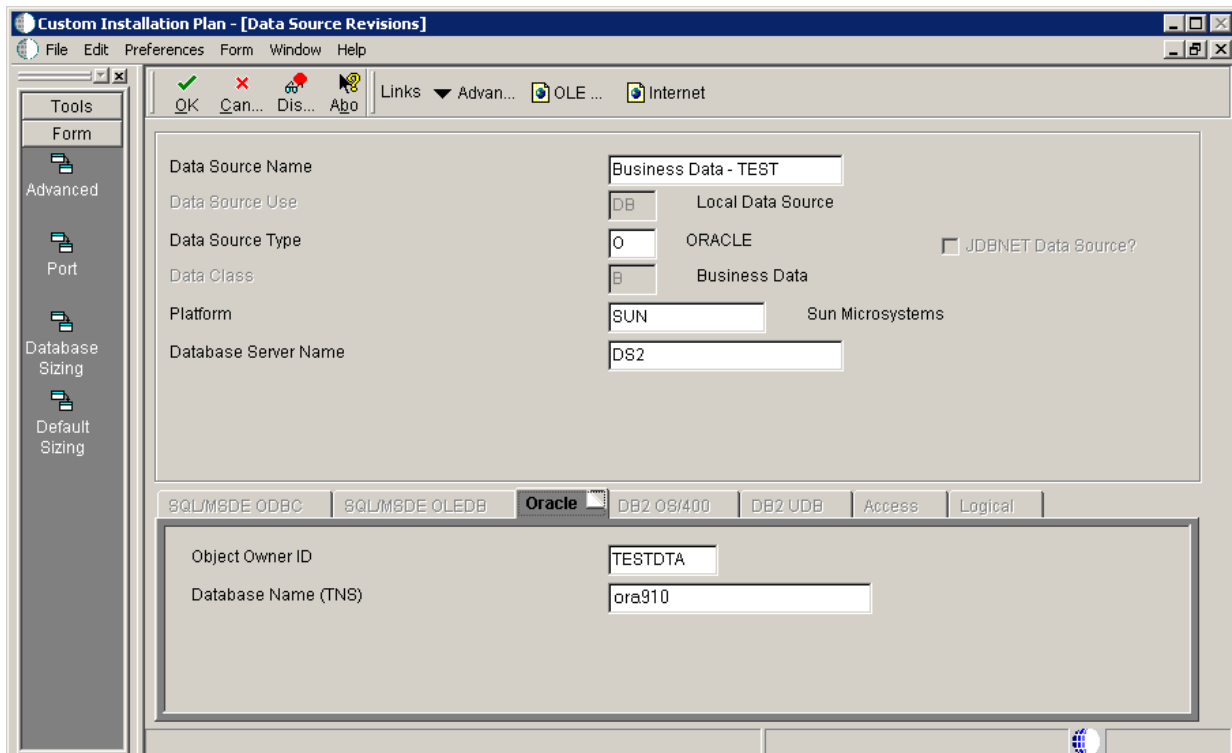 Custom Installation Plan - [Data Source Revisions]
File Edit Preferences Form Window Help
Tools
Form
Advanced
Port
Database
Sizing
Default
Sizing
OK Can... Dis... Abo Links Advan... OLE ... Internet
Data Source Name Business Data - TEST
Data Source Use DB Local Data Source
Data Source Type O ORACLE JDBNET Data Source?
Data Class B Business Data
Platform SUN Sun Microsystems
Database Server Name DS2
SQL/MSDE ODBC SQL/MSDE OLEDB Oracle DB2 OS/400 DB2 UDB Access Logical
Object Owner ID TESTDTA
Database Name (TNS) ora910